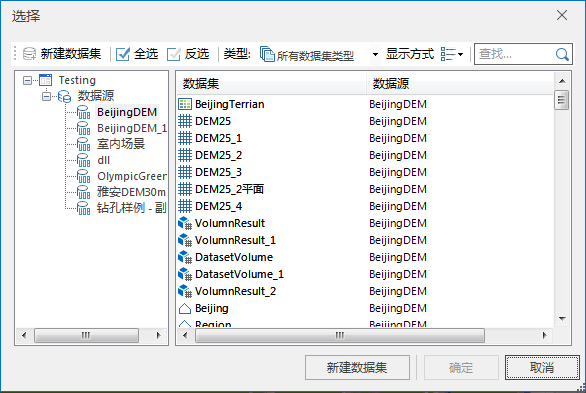 选择
新建数据集 全选 反选 类型: 所有数据集类型 显示方式 查找...
Testing
数据源
BeijingDEM
BeijingDEM_1
室内场景
dll
OlympicGreen
雅安DEM30m
钻孔样例 - 副
数据集 数据源
BeijingTerrian BeijingDEM
DEM25 BeijingDEM
DEM25_1 BeijingDEM
DEM25_2 BeijingDEM
DEM25_3 BeijingDEM
DEM25_2平面 BeijingDEM
DEM25_4 BeijingDEM
VolumnResult BeijingDEM
VolumnResult_1 BeijingDEM
DatasetVolume BeijingDEM
DatasetVolume_1 BeijingDEM
VolumnResult_2 BeijingDEM
Beijing BeijingDEM
Region BeijingDEM
新建数据集 确定 取消